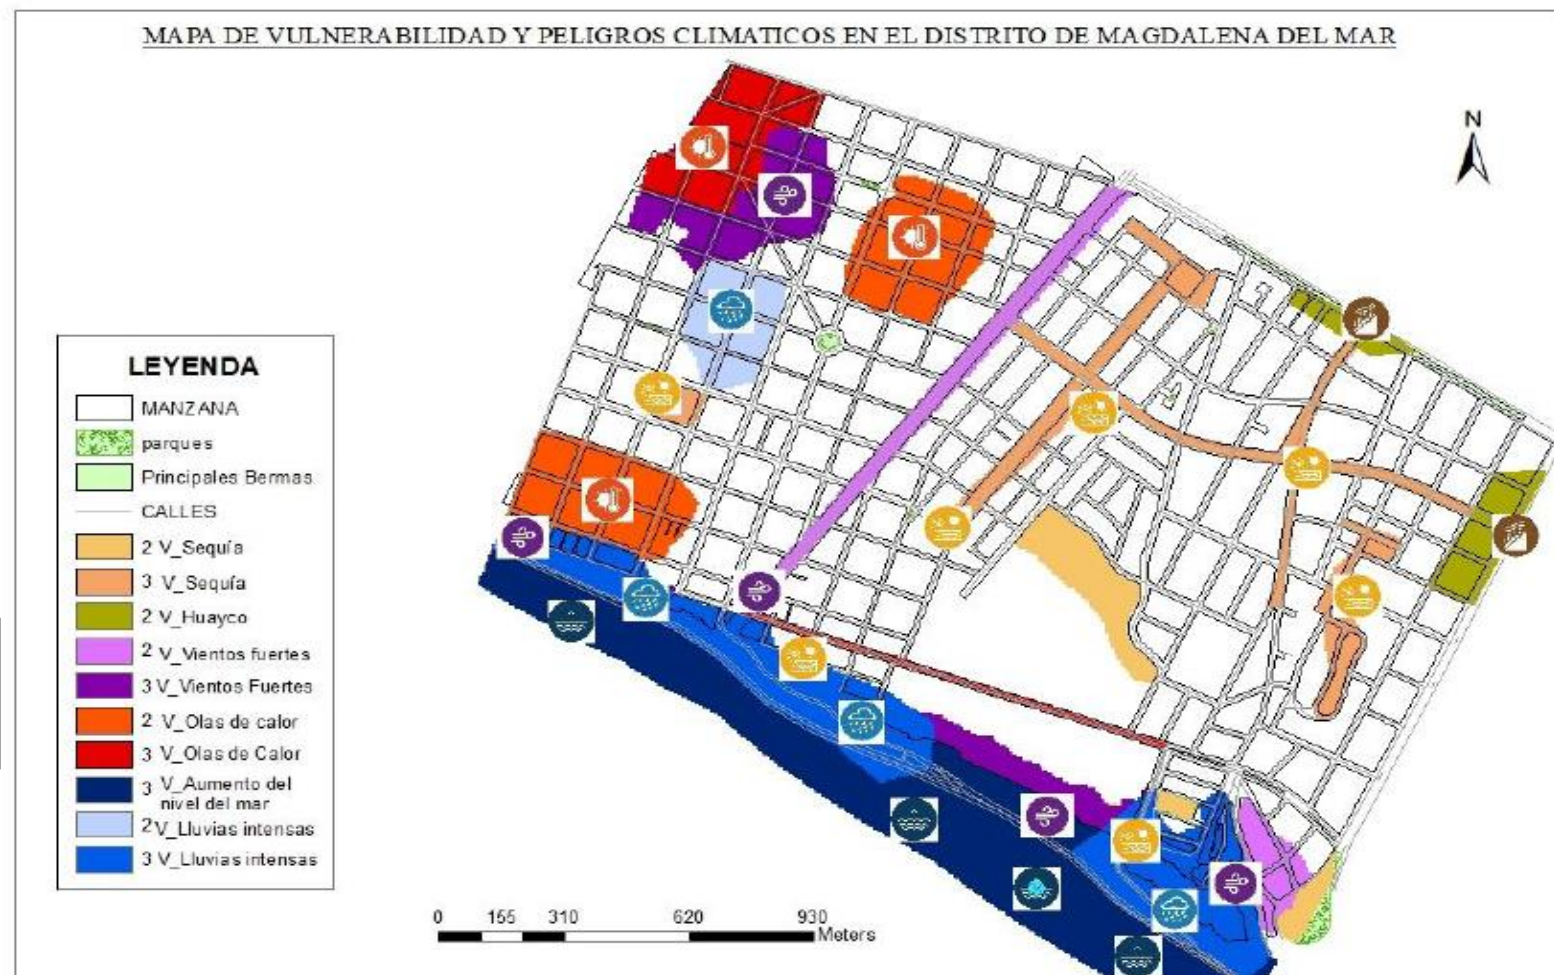 MAPA DE VULNERABILIDAD Y PELIGROS CLIMATICOS EN EL DISTRITO DE MAGDALENA DEL MAR
N
LEYENDA
MANZANA
parques
Principales Bermas
CALLES
2 V_Sequía
3 V_Sequía
2 V_Huayco
2 V_Vientos fuertes
3 V_Vientos Fuertes
2 V_Olas de calor
3 V_Olas de Calor
3 V_Aumento del
nivel del mar
2 V_Lluvias intensas
3 V_Lluvias intensas
0 155 310 620 930
Meters